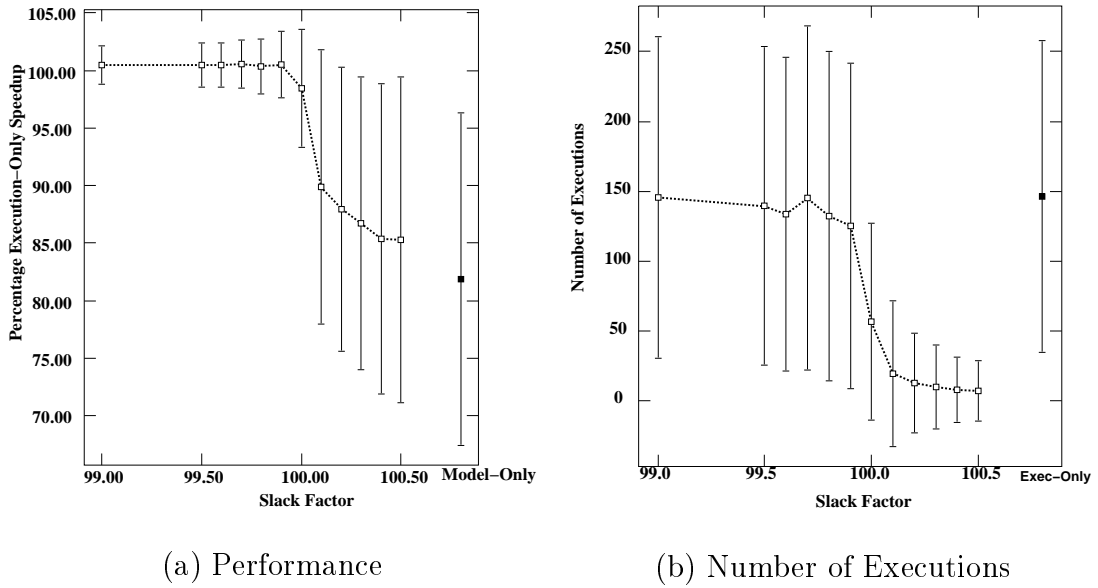 Percentage Execution-Only Speedup
105.00
100.00
95.00
90.00
85.00
80.00
75.00
70.00
99.00 99.50 100.00 100.50 Model-Only
Slack Factor
(a) Performance
Number of Executions
250
200
150
100
50
0
99.0 99.5 100.0 100.5 Exec-Only
Slack Factor
(b) Number of Executions